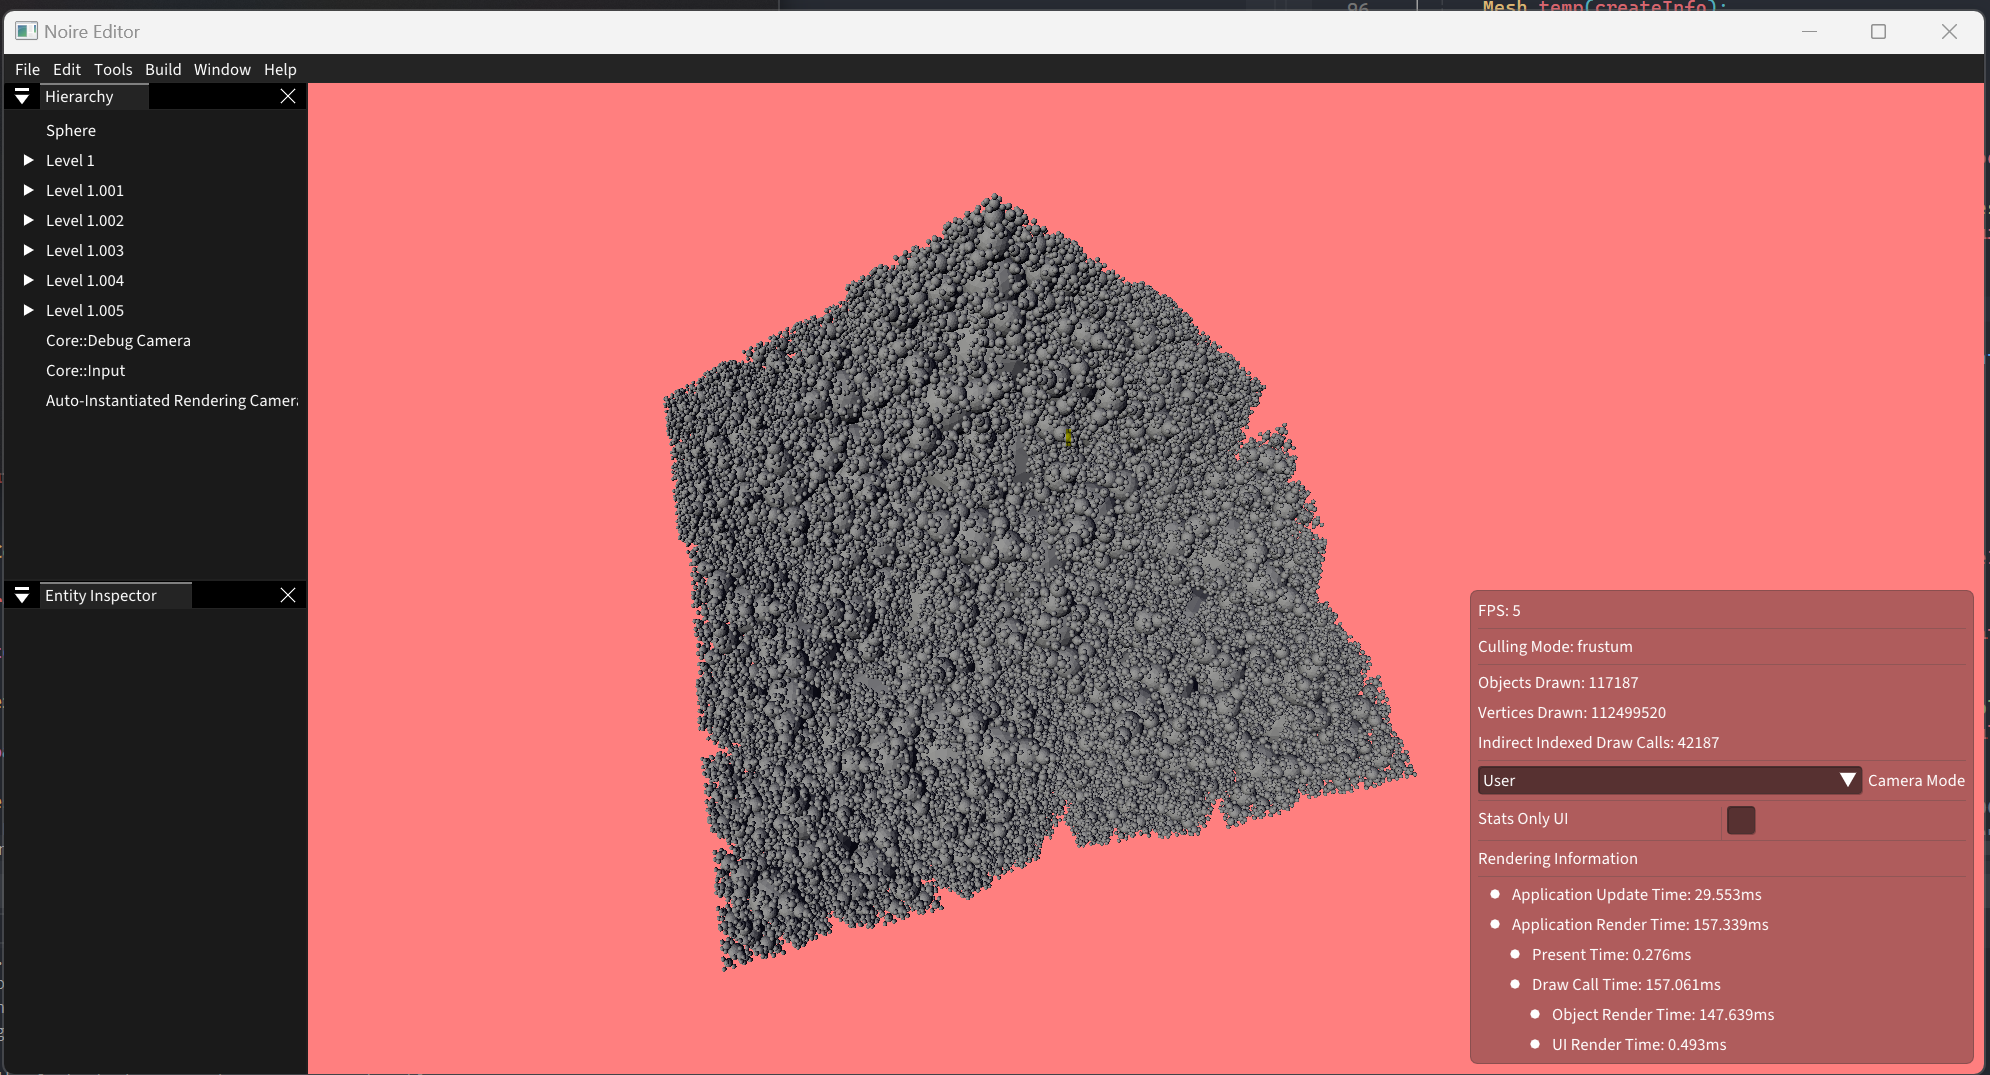 96 Mesh temp(createInfo);
Noire Editor
File Edit Tools Build Window Help
Hierarchy
Sphere
Level 1
Level 1.001
Level 1.002
Level 1.003
Level 1.004
Level 1.005
Core::Debug Camera
Core::Input
Auto-Instantiated Rendering Camer
Entity Inspector
FPS: 5
Culling Mode: frustum
Objects Drawn: 117187
Vertices Drawn: 112499520
Indirect Indexed Draw Calls: 42187
User Camera Mode
Stats Only UI
Rendering Information
Application Update Time: 29.553ms
Application Render Time: 157.339ms
Present Time: 0.276ms
Draw Call Time: 157.061ms
Object Render Time: 147.639ms
UI Render Time: 0.493ms